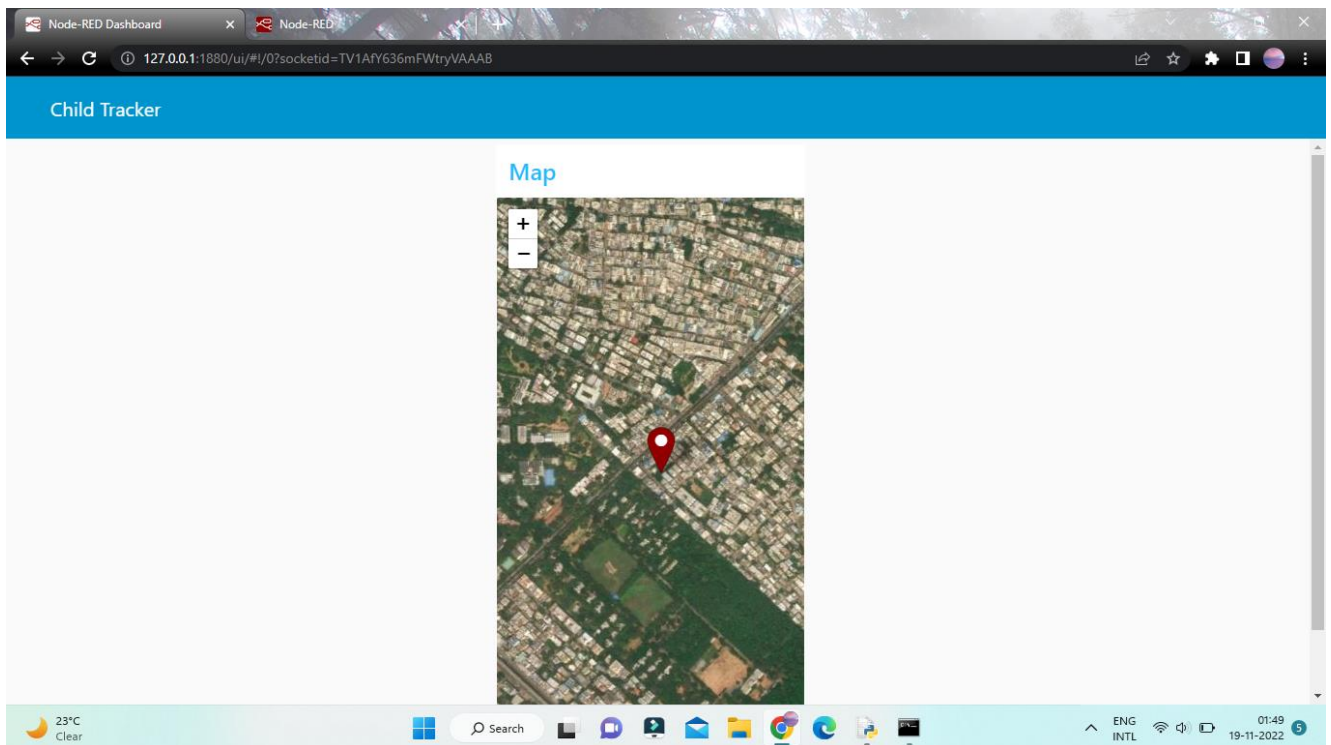 Node-RED Dashboard
Node-RED
127.0.0.1:1880/ui/#!/0?socketid=TV1AfY636mFWtryVAAAB
Child Tracker
Map
+
−
23°C
Clear
Search
ENG
INTL
01:49
19-11-2022
5